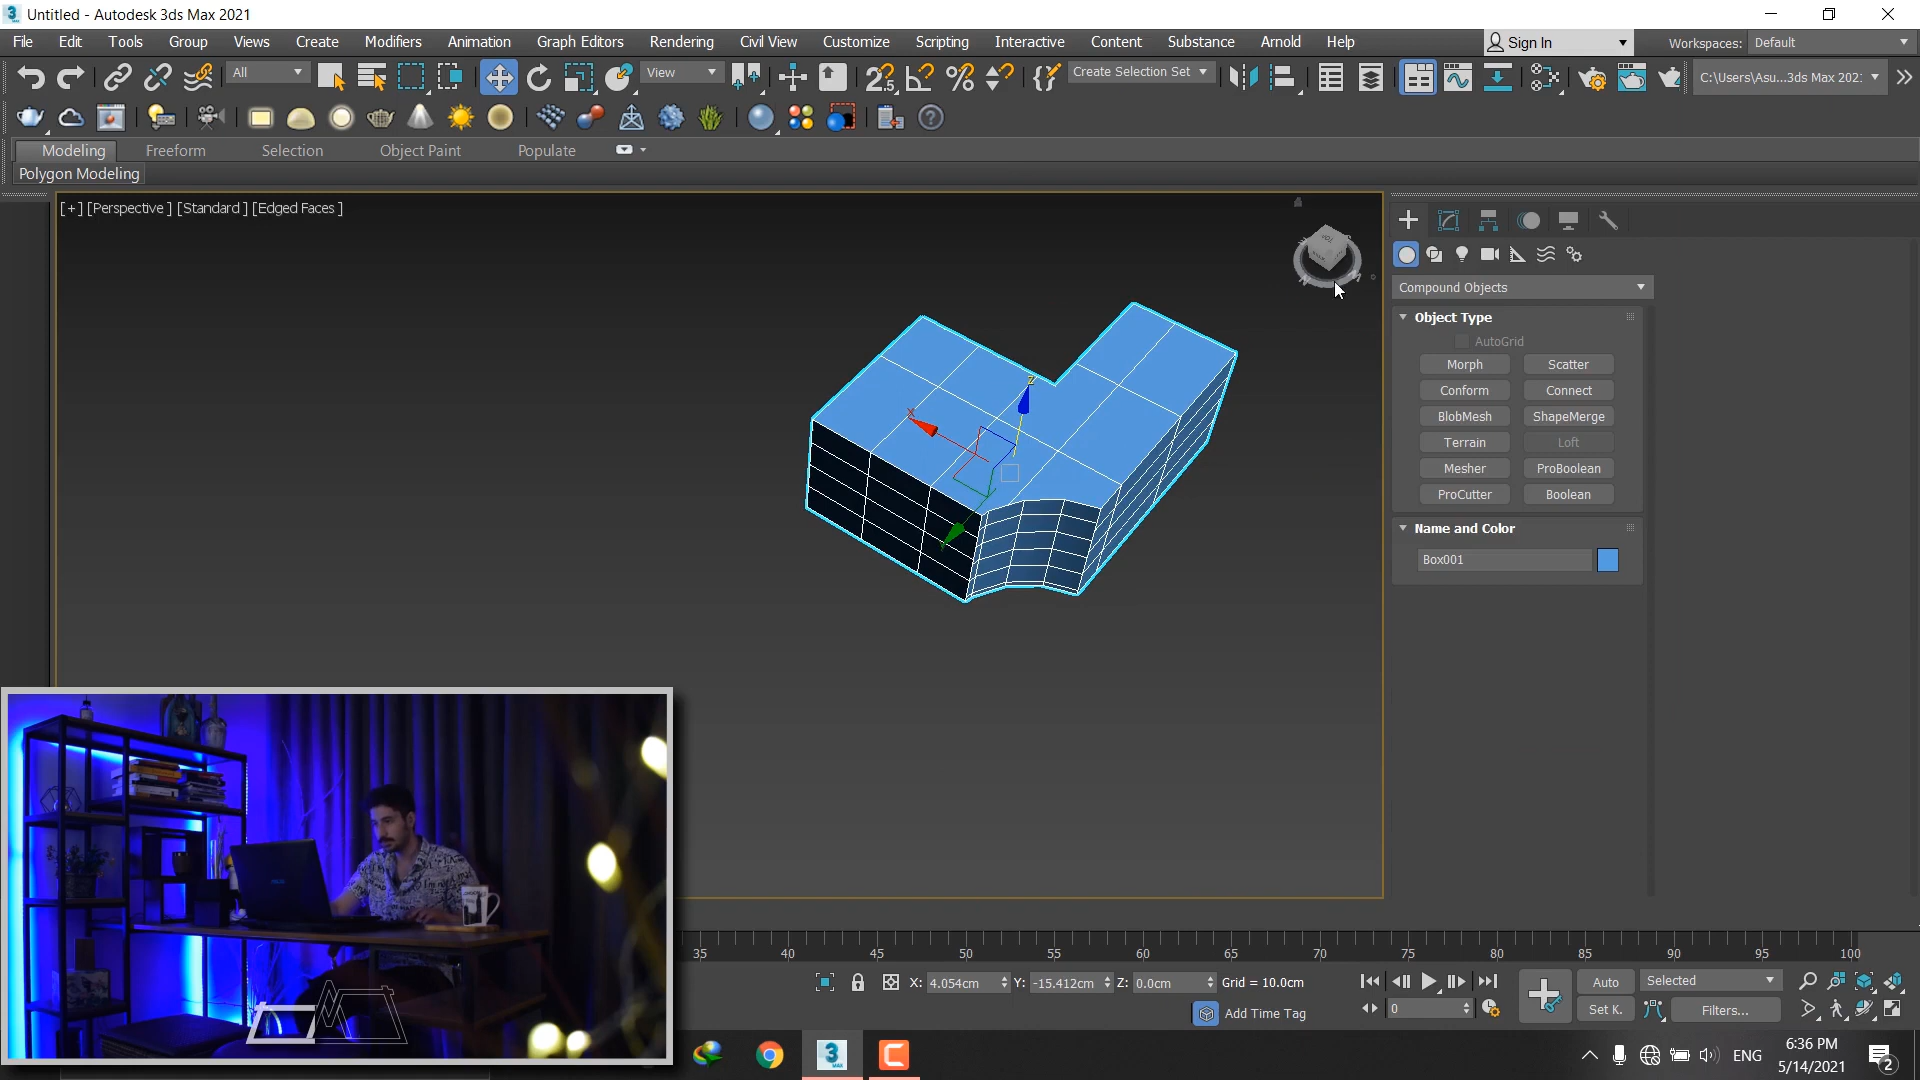 Untitled - Autodesk 3ds Max 2021
File Edit Tools Group Views Create Modifiers Animation Graph Editors Rendering Civil View Customize Scripting Interactive Content Substance Arnold Help Sign In Workspaces: Default
All View Create Selection Set C:\Users\Asu...3ds Max 202:
Modeling Freeform Selection Object Paint Populate
Polygon Modeling
[+] [Perspective ] [Standard ] [Edged Faces ]
Compound Objects
Object Type
AutoGrid
Morph Scatter
Conform Connect
BlobMesh ShapeMerge
Terrain Loft
Mesher ProBoolean
ProCutter Boolean
Name and Color
Box001
x z
35 40 45 50 55 60 65 70 75 80 85 90 95 100
X: 4.054cm Y: -15.412cm Z: 0.0cm Grid = 10.0cm Auto Selected
Add Time Tag 0 Set K. Filters...
3 MAX
ENG 6:36 PM
5/14/2021
2